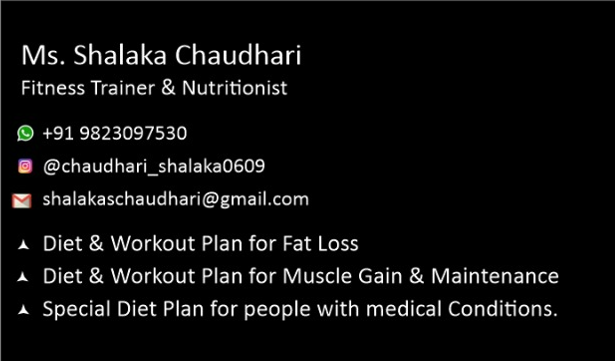 Ms. Shalaka Chaudhari
Fitness Trainer & Nutritionist
+91 9823097530
@chaudhari_shalaka0609
shalakaschaudhari@gmail.com
Diet & Workout Plan for Fat Loss
Diet & Workout Plan for Muscle Gain & Maintenance
Special Diet Plan for people with medical Conditions.